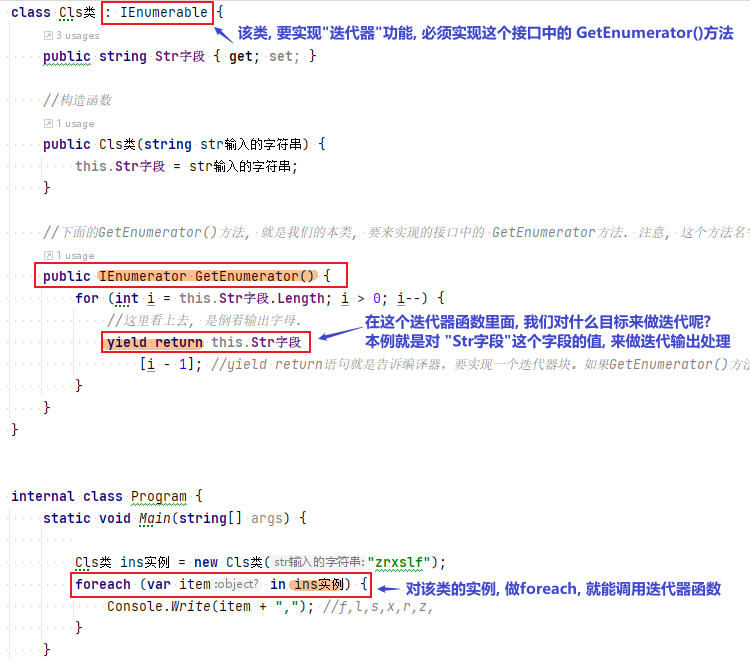 class Cls类 : IEnumerable {
该类, 要实现"迭代器"功能, 必须实现这个接口中的 GetEnumerator()方法
3 usages
public string Str字段 { get; set; }
//构造函数
1 usage
public Cls类(string str输入的字符串) {
this.Str字段 = str输入的字符串;
}
//下面的GetEnumerator()方法, 就是我们的本类, 要来实现的接口中的 GetEnumerator方法. 注意, 这个方法名字
1 usage
public IEnumerator GetEnumerator() {
for (int i = this.Str字段.Length; i > 0; i--) {
//这里看上去, 是倒着输出字母.
在这个迭代器函数里面, 我们对什么目标来做迭代呢?
yield return this.Str字段
本例就是对 "Str字段"这个字段的值, 来做迭代输出处理
[i - 1]; //yield return语句就是告诉编译器，要实现一个迭代器块. 如果GetEnumerator()方法
}
}
}
internal class Program {
static void Main(string[] args) {
Cls类 ins实例 = new Cls类(str输入的字符串:"zrxslf");
foreach (var item:object? in ins实例) {
对该类的实例, 做foreach, 就能调用迭代器函数
Console.Write(item + ","); //f,l,s,x,r,z,
}
}